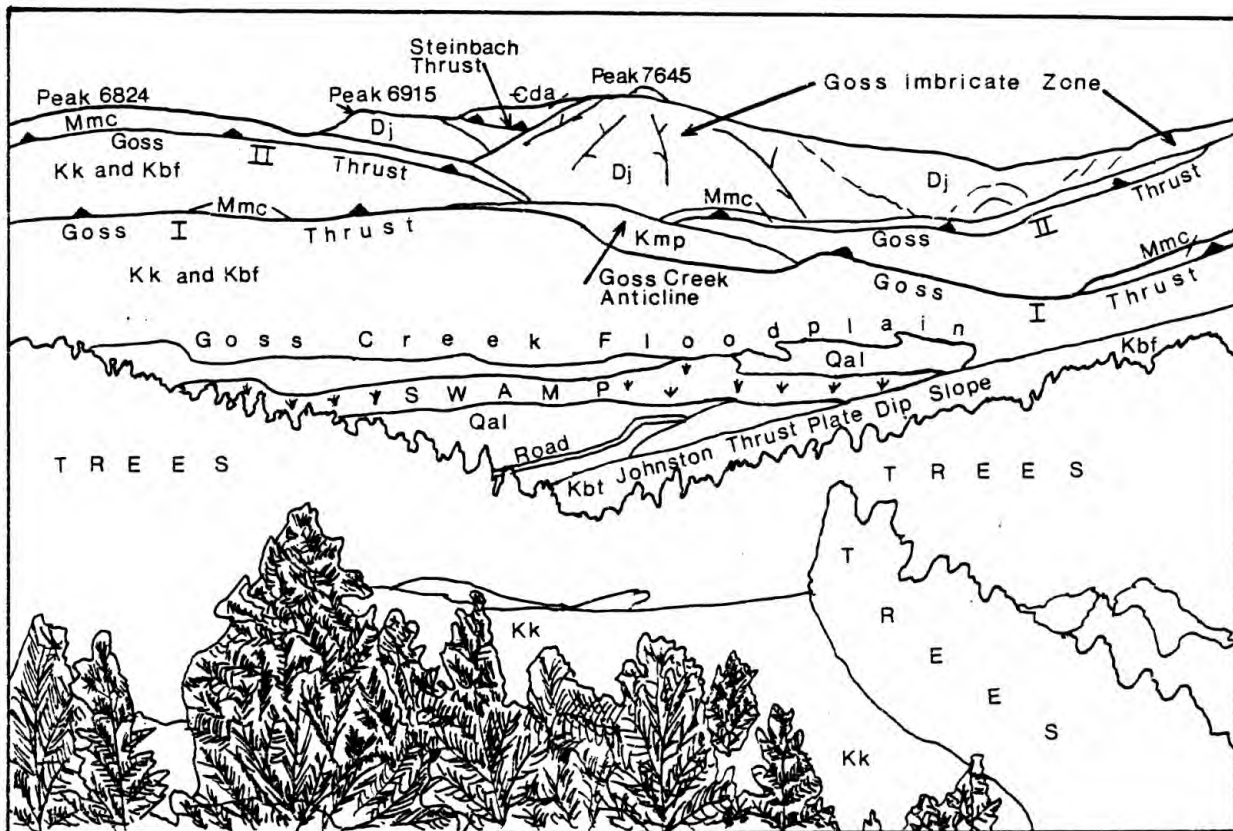 Steinbach
Thrust
Peak 7645
Goss imbricate Zone
Peak 6824
Peak 6915
Єda
Mmc
Dj
Goss
II
Thrust
Kk and Kbf
Dj
Dj
Mmc
Goss
II
Thrust
Mmc
Goss I Thrust
Kmp
Goss Creek
Anticline
Kk and Kbf
Goss
I
Thrust
Mmc
Goss Creek Floodplain
Qal
Kbf
SWAMP
Qal
Road
Kbt Johnston Thrust Plate Dip Slope
TREES
TREES
TREES
Kk
Kk